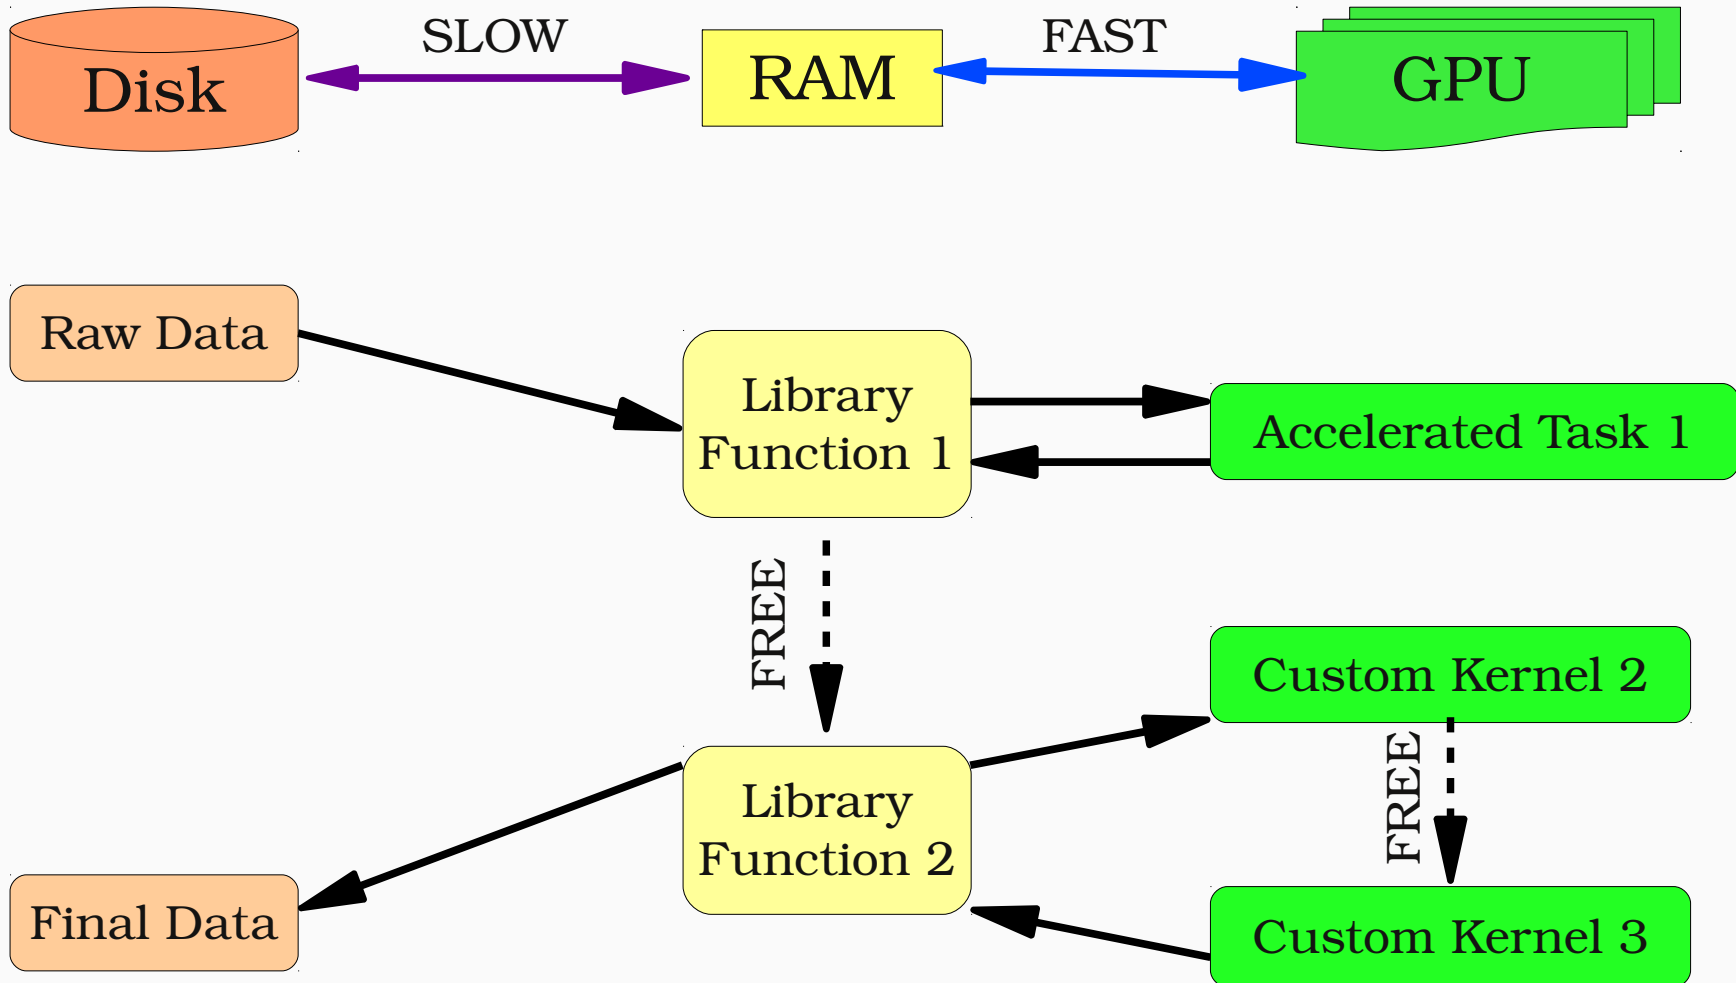 SLOW
FAST
Disk
RAM
GPU
Raw Data
Library
Function 1
Accelerated Task 1
FREE
Custom Kernel 2
FREE
Library
Function 2
Final Data
Custom Kernel 3